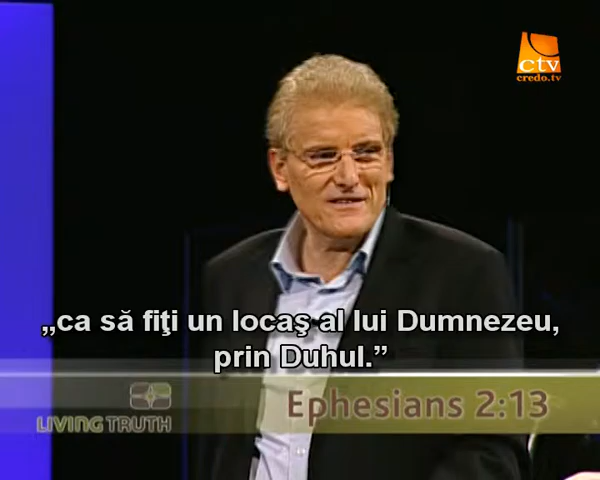 ctv
credo.tv
„ca să fiţi un locaş al lui Dumnezeu,
prin Duhul.”
LIVING TRUTH
Ephesians 2:13